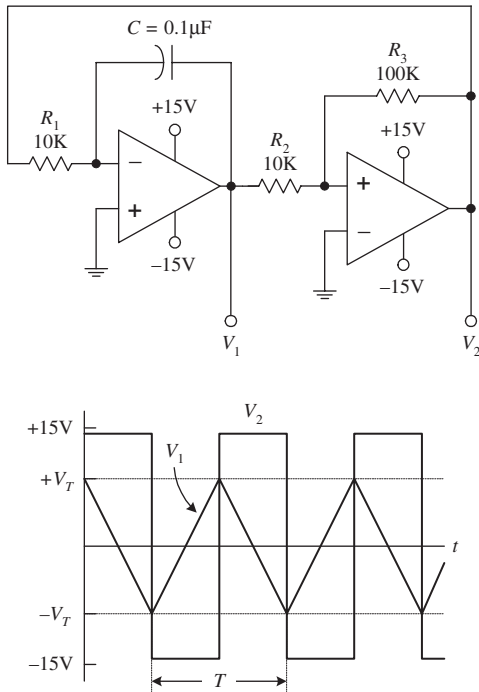 C = 0.1µF
R3
100K
R1
10K
+15V
R2
10K
+15V
−
+
+
−
–15V
–15V
V1
V2
+15V
V2
V1
+VT
t
−VT
T
–15V